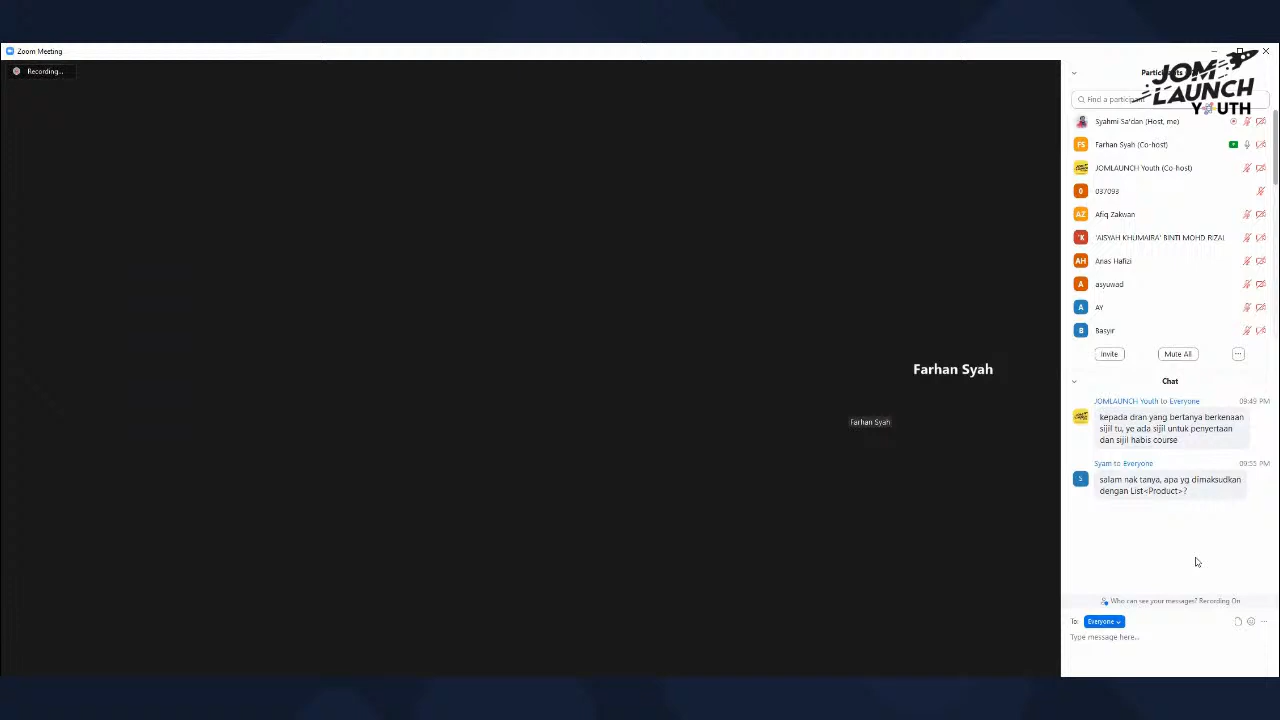 Zoom Meeting
Recording...
JOM
LAUNCH
YOUTH
Find a participant
Syahmi Sa'dan (Host, me)
FS
Farhan Syah (Co-host)
JOMLAUNCH Youth (Co-host)
0
037093
AZ
Afiq Zakwan
'K
'AISYAH KHUMAIRA' BINTI MOHD RIZAL
AH
Anas Hafizi
A
asyuwad
A
AY
B
Basyir
Invite
Mute All
Chat
Farhan Syah
Farhan Syah
JOMLAUNCH Youth to Everyone
09:49 PM
kepada dran yang bertanya berkenaan
sijil tu, ye ada sijil untuk penyertaan
dan sijil habis course
Syam to Everyone
09:55 PM
S
salam nak tanya, apa yg dimaksudkan
dengan List<Product>?
Who can see your messages? Recording On
To:
Everyone
Type message here...